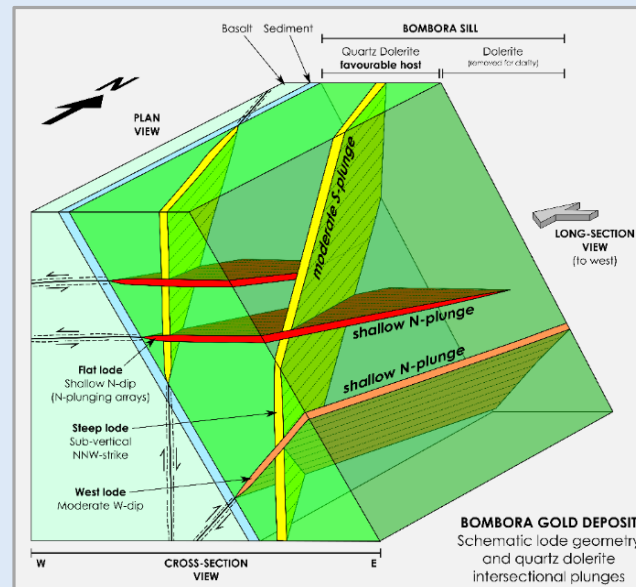 BOMBORA SILL
Basalt
Sediment
Quartz Dolerite
favourable host
Dolerite
(removed for clarity)
N
PLAN
VIEW
moderate S-plunge
LONG-SECTION
VIEW
(to west)
shallow N-plunge
shallow N-plunge
Flat lode
Shallow N-dip
(N-plunging arrays)
Steep lode
Sub-vertical
NNW-strike
West lode
Moderate W-dip
W
CROSS-SECTION
VIEW
E
BOMBORA GOLD DEPOSIT
Schematic lode geometry
and quartz dolerite
intersectional plunges